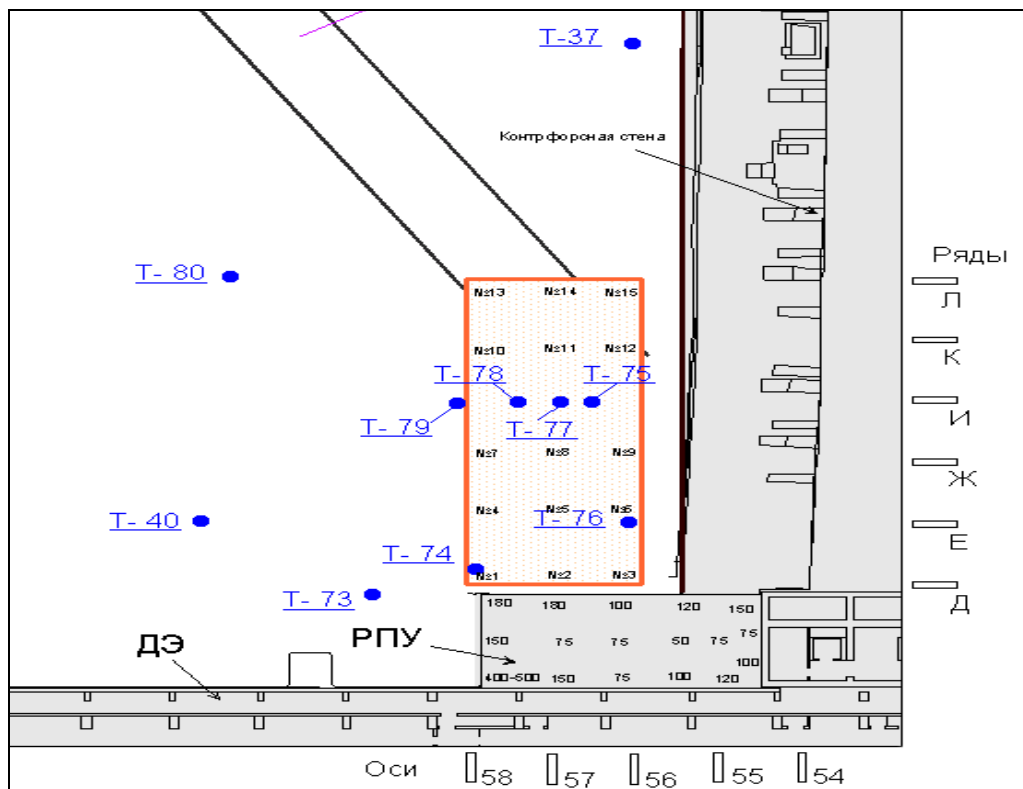 Т-37
Контрфорсная стена
Т- 80
Ряды
№13 №14 №15
Л
№10 №11 №12
К
Т- 78 Т- 75
Т- 79 Т- 77
И
№7 №8 №9
Ж
№4 №5 №6
Т- 40 Т- 76
Е
Т- 74
№1 №2 №3
Т- 73
Д
180 180 100 120 150
ДЭ РПУ
150 75 75 50 75 75
100
400-500 150 75 100 120
Оси 58 57 56 55 54